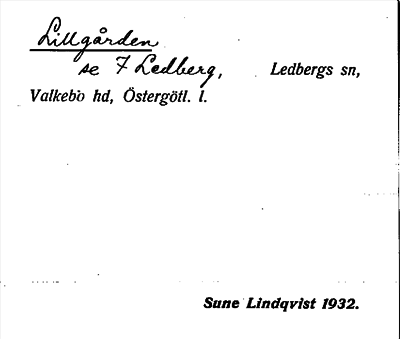 Lillgården
se 7 Ledberg, Ledbergs sn,
Valkebo hd, Östergötl. l.
Sune Lindqvist 1932.